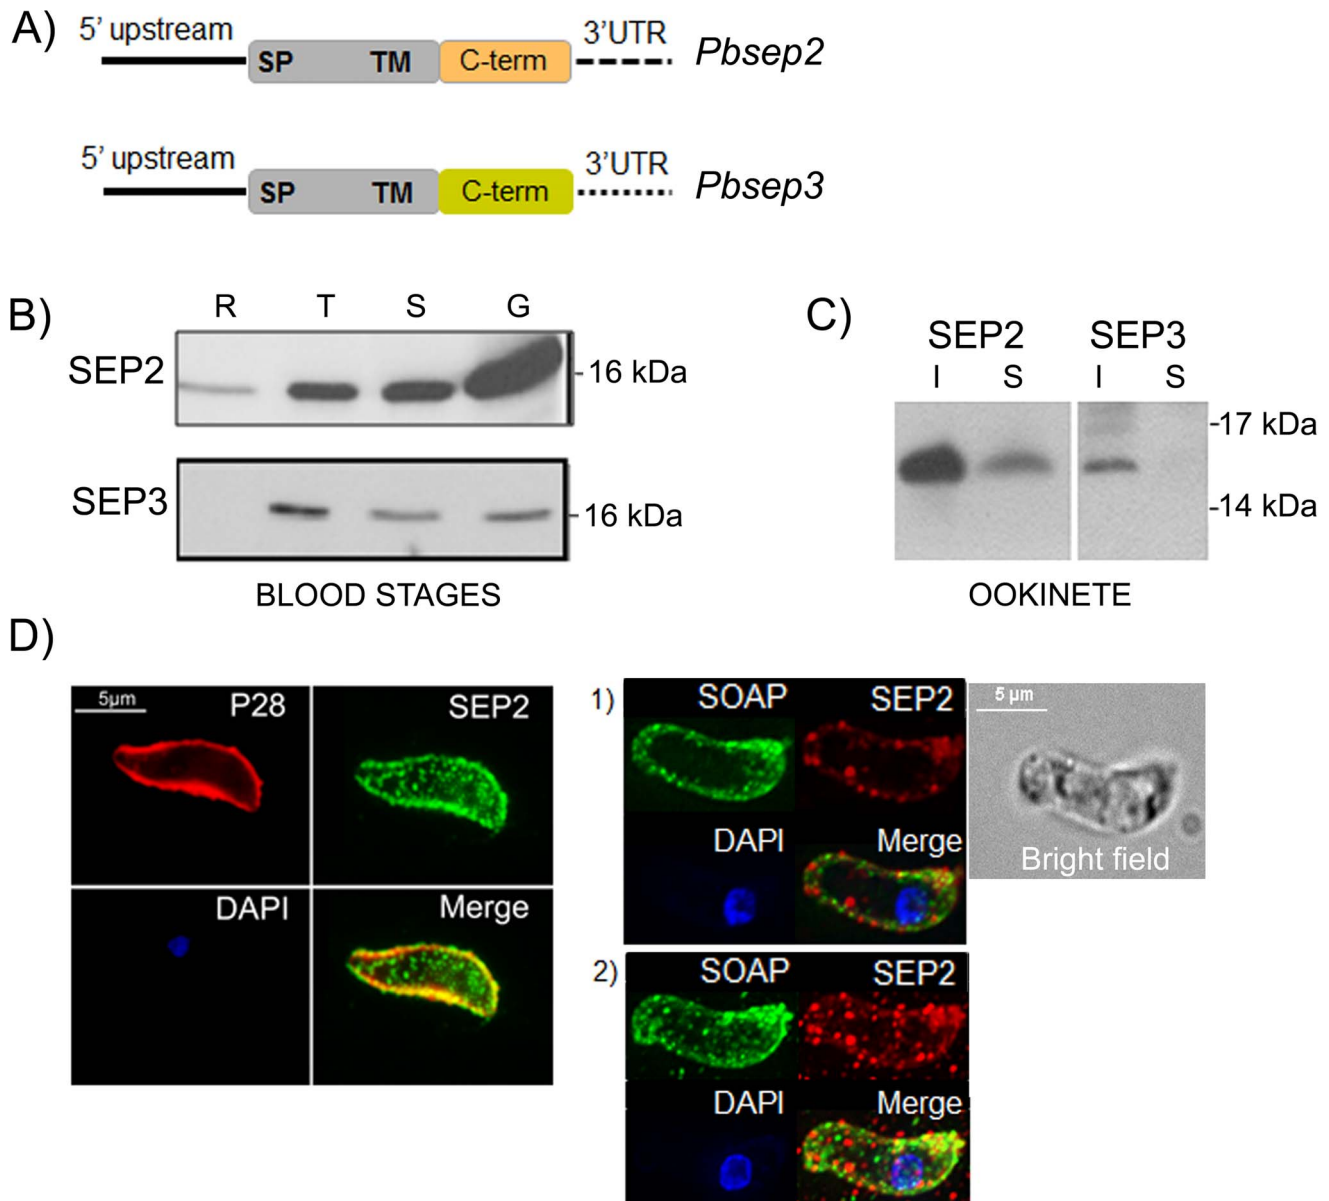 A)
5’ upstream
SP TM C-term
3’UTR
Pbsep2
5’ upstream
SP TM C-term
3’UTR
Pbsep3
B)
R T S G
SEP2
-16 kDa
SEP3
-16 kDa
BLOOD STAGES
C)
SEP2 SEP3
I S I S
-17 kDa
-14 kDa
OOKINETE
D)
5µm
P28
SEP2
DAPI
Merge
1)
SOAP
SEP2
DAPI
Merge
5 µm
Bright field
2)
SOAP
SEP2
DAPI
Merge